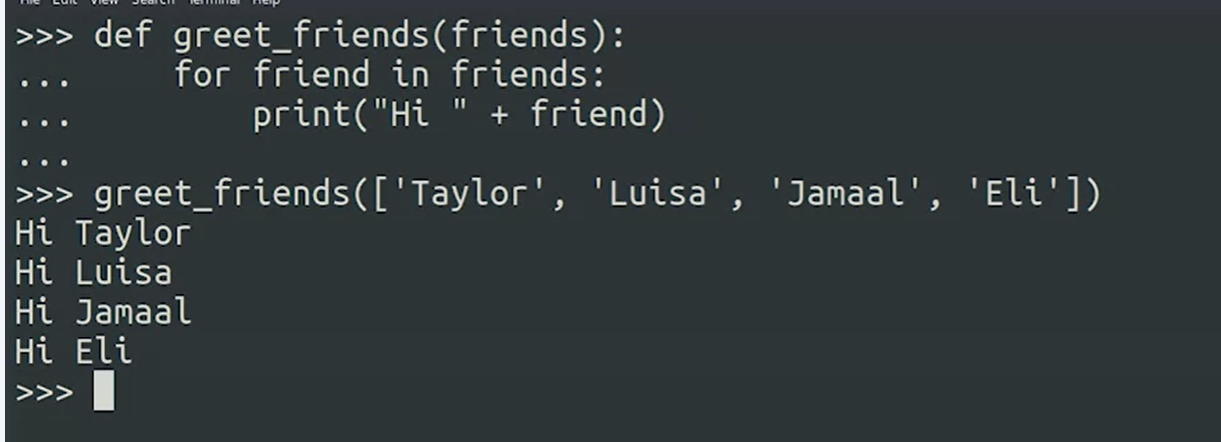 File Edit View Search Terminal Help
>>> def greet_friends(friends):
...     for friend in friends:
...         print("Hi " + friend)
...
>>> greet_friends(['Taylor', 'Luisa', 'Jamaal', 'Eli'])
Hi Taylor
Hi Luisa
Hi Jamaal
Hi Eli
>>>